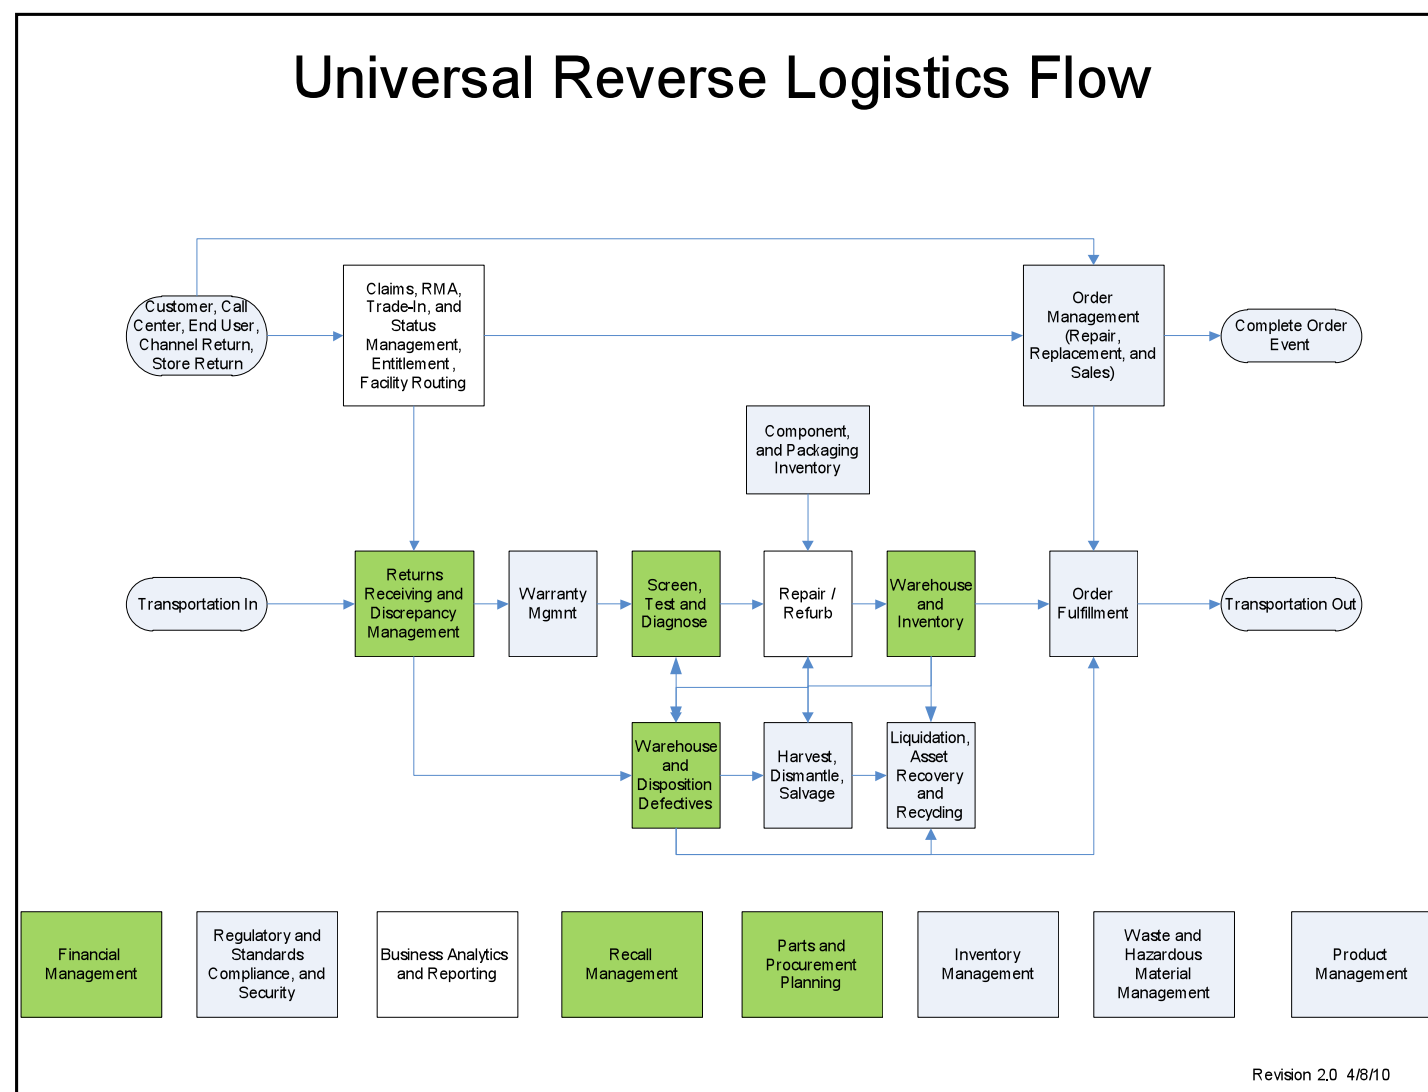 Universal Reverse Logistics Flow
Customer, Call
Center, End User,
Channel Return,
Store Return
Claims, RMA,
Trade-In, and
Status
Management,
Entitlement,
Facility Routing
Order
Management
(Repair,
Replacement, and
Sales)
Complete Order
Event
Component,
and Packaging
Inventory
Transportation In
Returns
Receiving and
Discrepancy
Management
Warranty
Mgmnt
Screen,
Test and
Diagnose
Repair /
Refurb
Warehouse
and
Inventory
Order
Fulfillment
Transportation Out
Warehouse
and
Disposition
Defectives
Harvest,
Dismantle,
Salvage
Liquidation,
Asset
Recovery
and
Recycling
Financial
Management
Regulatory and
Standards
Compliance, and
Security
Business Analytics
and Reporting
Recall
Management
Parts and
Procurement
Planning
Inventory
Management
Waste and
Hazardous
Material
Management
Product
Management
Revision 2.0 4/8/10